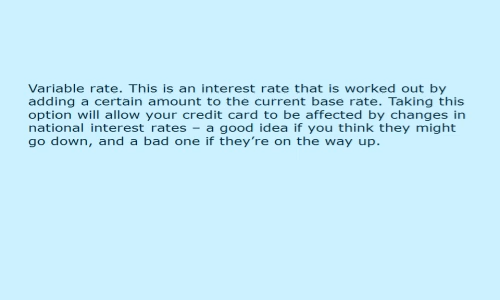 Variable rate. This is an interest rate that is worked out by
adding a certain amount to the current base rate. Taking this
option will allow your credit card to be affected by changes in
national interest rates – a good idea if you think they might
go down, and a bad one if they’re on the way up.